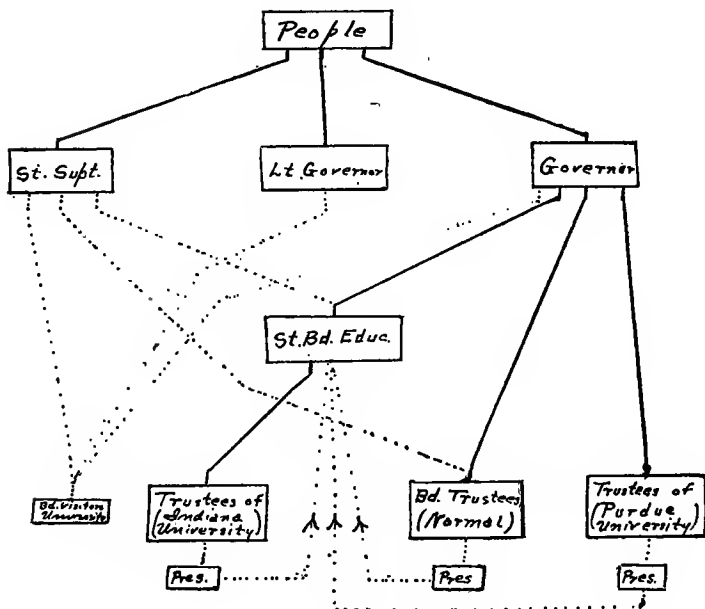 People
St. Supt.
Lt. Governor
Governor
St. Bd. Educ.
Bd. Visitors
University
Trustees of
(Indiana
University)
Bd. Trustees
(Normal)
Trustees of
(Purdue
University)
Pres.
Pres
Pres.